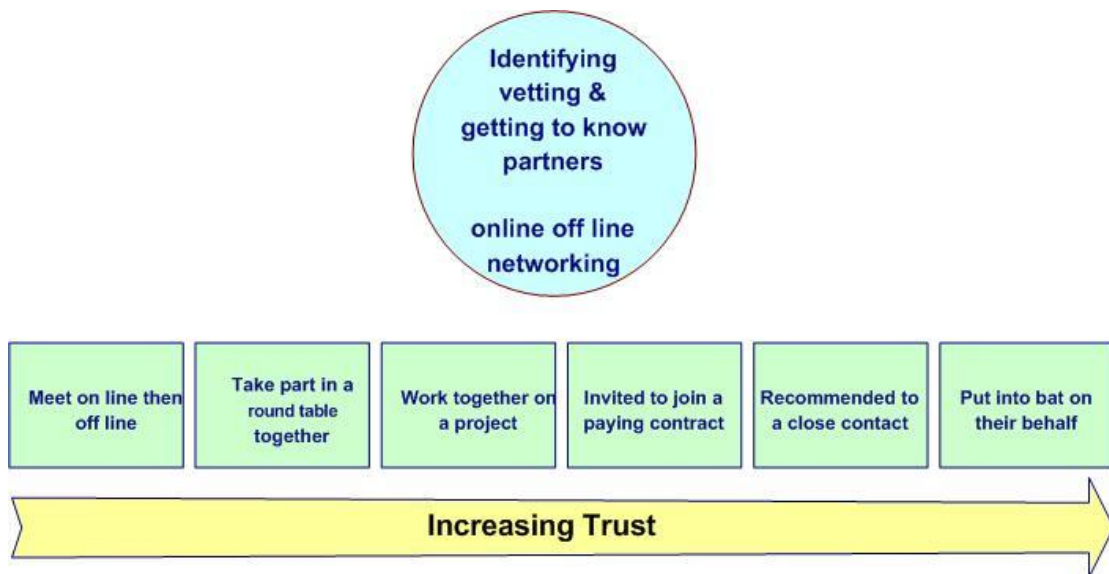 Identifying
vetting &
getting to know
partners
online off line
networking
Meet on line then
off line
Take part in a
round table
together
Work together on
a project
Invited to join a
paying contract
Recommended to
a close contact
Put into bat on
their behalf
Increasing Trust